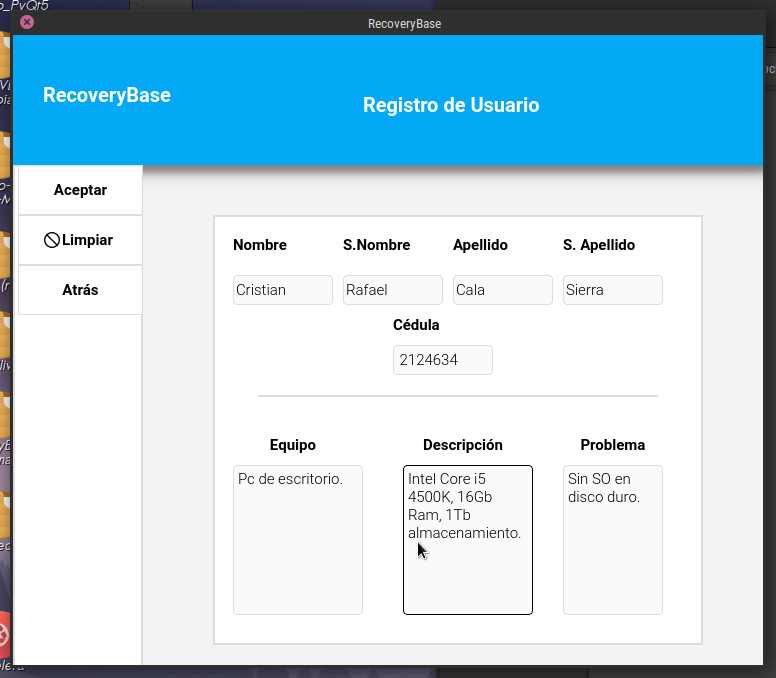 _PyQt5
RecoveryBase
RecoveryBase
Registro de Usuario
Aceptar
Limpiar
Atrás
Nombre
S.Nombre
Apellido
S. Apellido
Cristian
Rafael
Cala
Sierra
Cédula
2124634
Equipo
Descripción
Problema
Pc de escritorio.
Intel Core i5
4500K, 16Gb
Ram, 1Tb
almacenamiento.
Sin SO en
disco duro.